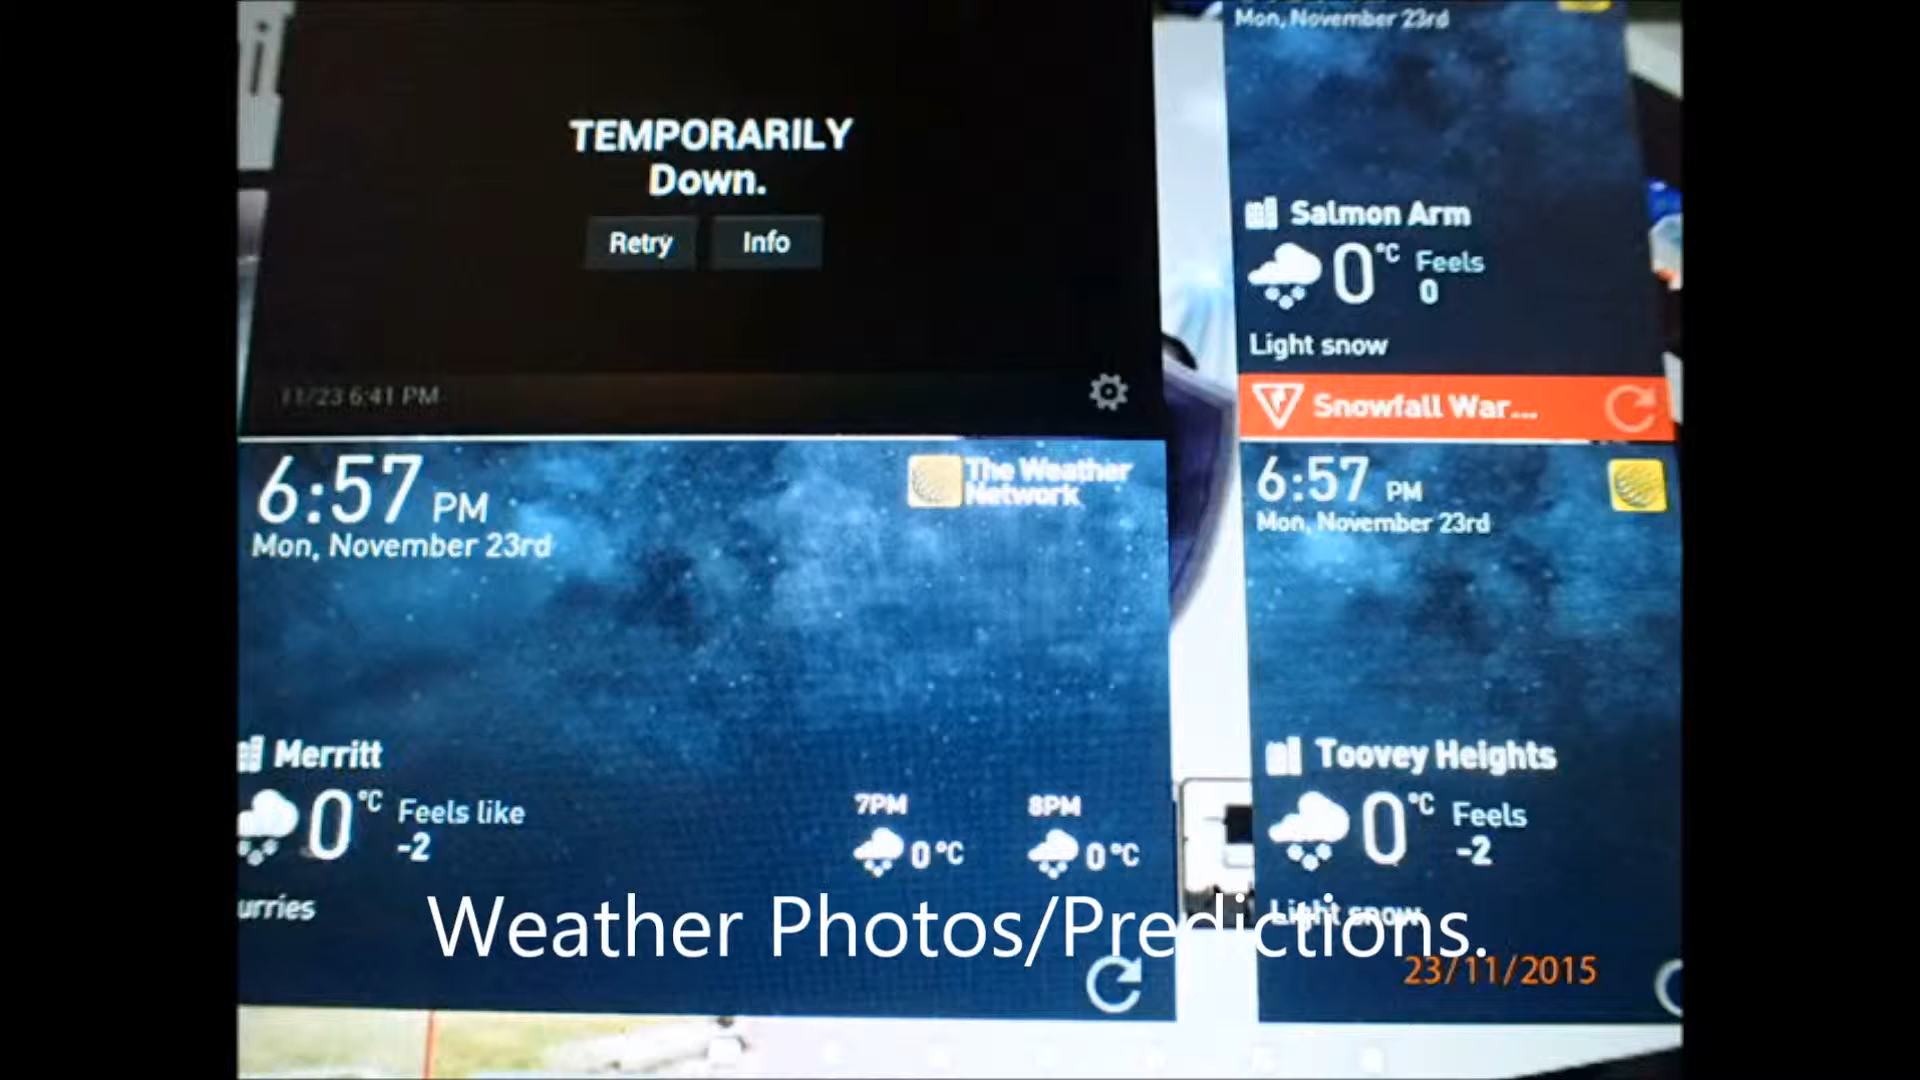 TEMPORARILY
Down.
Retry
Info
11/23 6:41 PM
Mon, November 23rd
Salmon Arm
0°C
Feels
0
Light snow
Snowfall War...
6:57 PM
Mon, November 23rd
The Weather
Network
Merritt
0°C
Feels like
-2
urries
7PM
0°C
8PM
0°C
6:57 PM
Mon, November 23rd
Toovey Heights
0°C
Feels
-2
Light snow
Weather Photos/Predictions.
23/11/2015